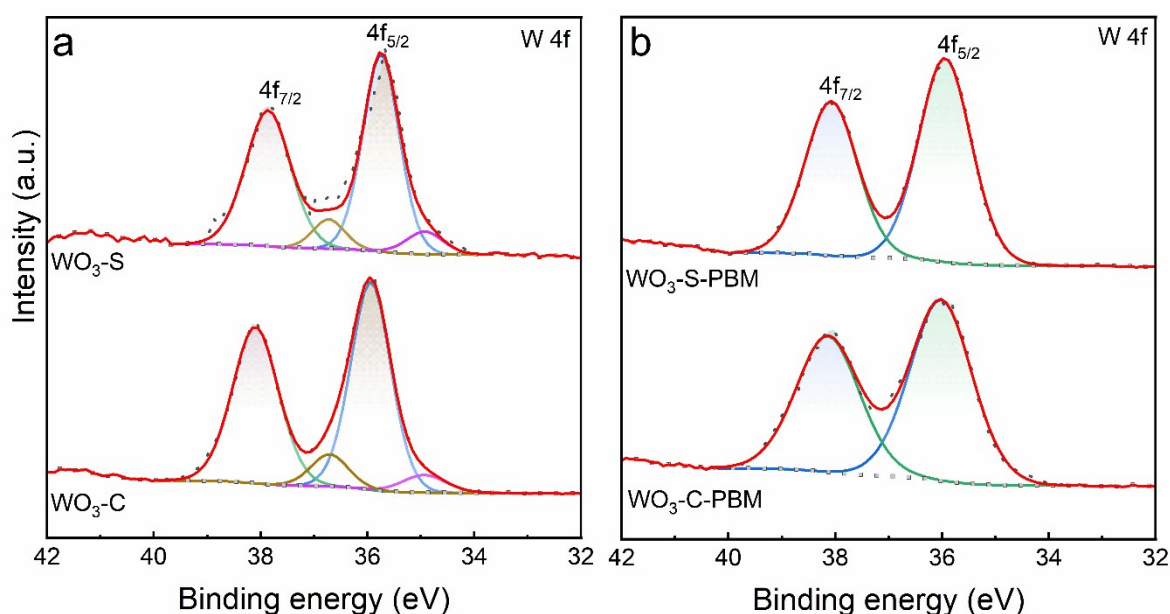 a
W 4f
4f5/2
4f7/2
WO3-S
WO3-C
Intensity (a.u.)
42 40 38 36 34 32
Binding energy (eV)
b
W 4f
4f5/2
4f7/2
WO3-S-PBM
WO3-C-PBM
42 40 38 36 34 32
Binding energy (eV)